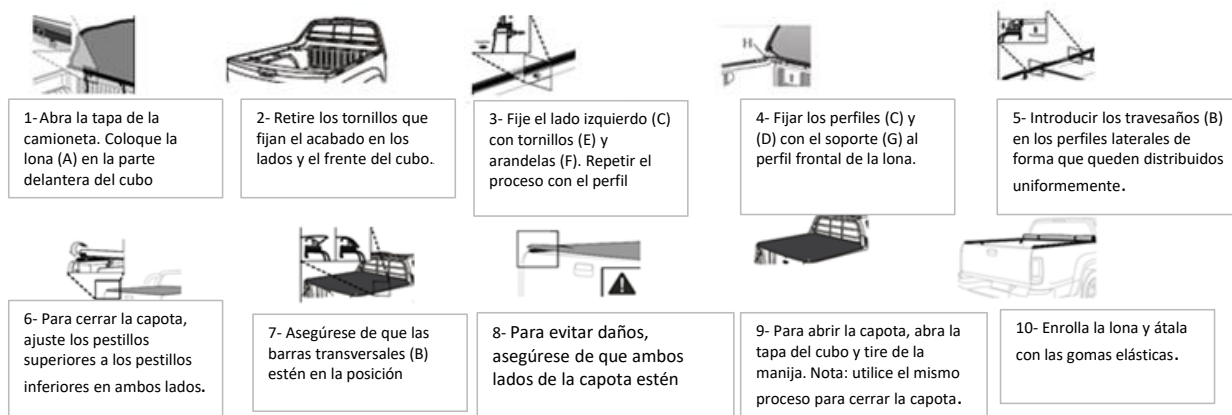 H
1- Abra la tapa de la
camioneta. Coloque la
lona (A) en la parte
delantera del cubo
2- Retire los tornillos que
fijan el acabado en los
lados y el frente del cubo.
3- Fije el lado izquierdo (C)
con tornillos (E) y
arandelas (F). Repetir el
proceso con el perfil
4- Fijar los perfiles (C) y
(D) con el soporte (G) al
perfil frontal de la lona.
5- Introducir los travesaños (B)
en los perfiles laterales de
forma que queden distribuidos
uniformemente.
6- Para cerrar la capota,
ajuste los pestillos
superiores a los pestillos
inferiores en ambos lados.
7- Asegúrese de que las
barras transversales (B)
estén en la posición
8- Para evitar daños,
asegúrese de que ambos
lados de la capota estén
9- Para abrir la capota, abra la
tapa del cubo y tire de la
manija. Nota: utilice el mismo
proceso para cerrar la capota.
10- Enrolla la lona y átala
con las gomas elásticas.